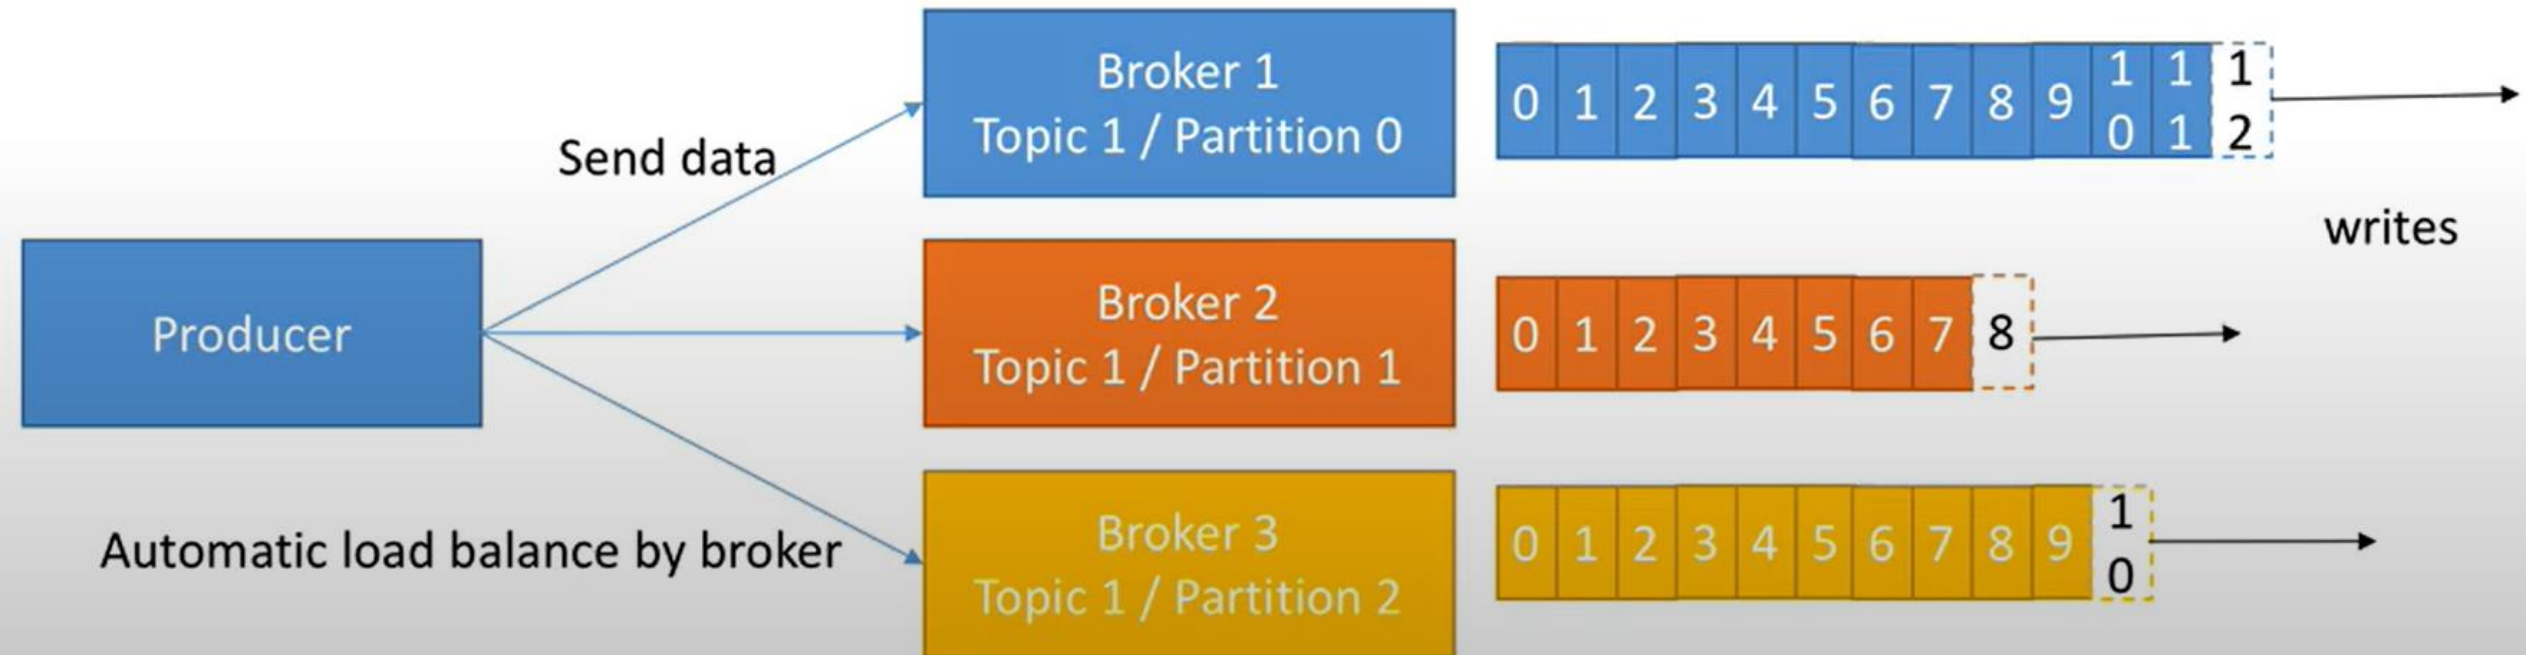 Broker 1
Topic 1 / Partition 0
0 1 2 3 4 5 6 7 8 9 10 11 12
Send data
writes
Producer
Broker 2
Topic 1 / Partition 1
0 1 2 3 4 5 6 7 8
Automatic load balance by broker
Broker 3
Topic 1 / Partition 2
0 1 2 3 4 5 6 7 8 9 10